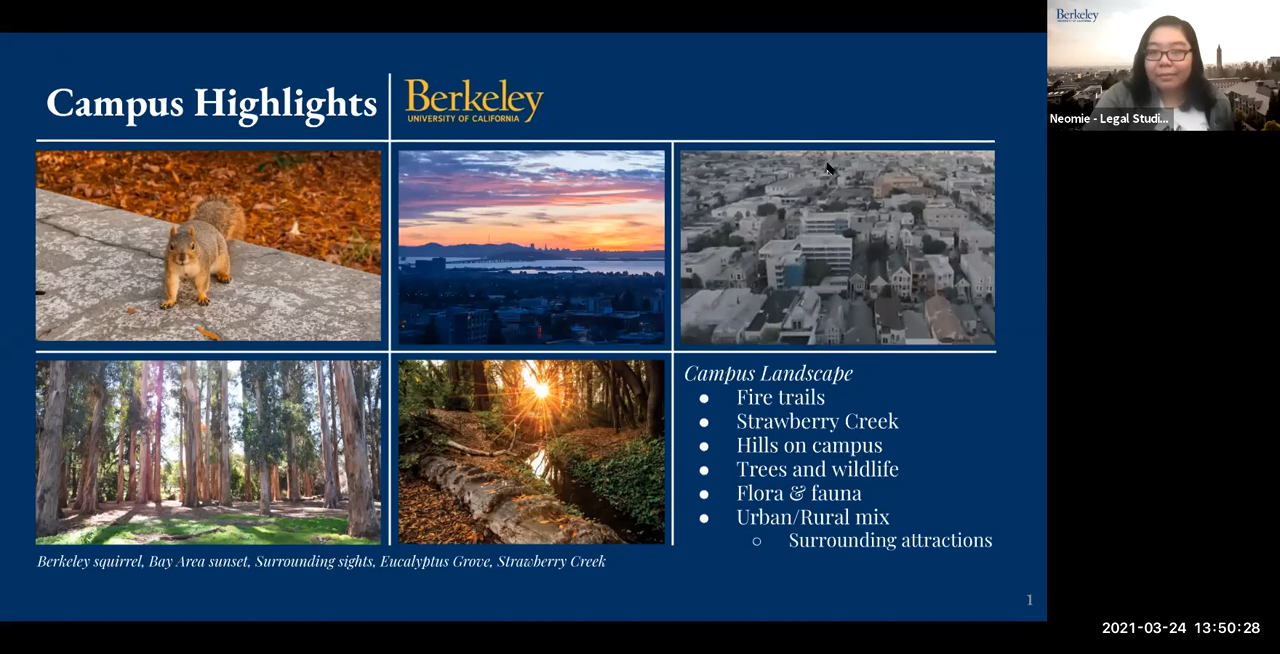 Campus Highlights
Berkeley
UNIVERSITY OF CALIFORNIA
Campus Landscape
● Fire trails
● Strawberry Creek
● Hills on campus
● Trees and wildlife
● Flora & fauna
● Urban/Rural mix
○ Surrounding attractions
Berkeley squirrel, Bay Area sunset, Surrounding sights, Eucalyptus Grove, Strawberry Creek
1
Berkeley
Neomie - Legal Studi...
2021-03-24 13:50:28